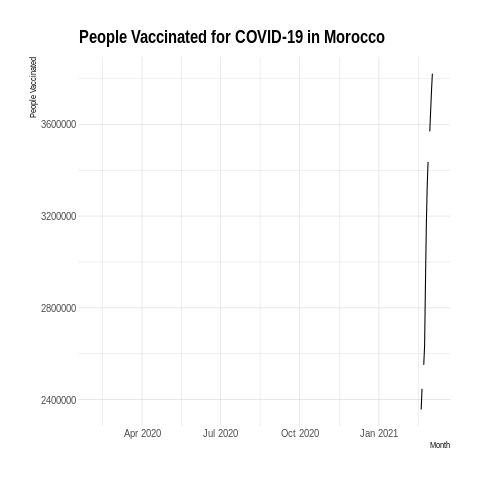 People Vaccinated for COVID-19 in Morocco
People Vaccinated
3600000
3200000
2800000
2400000
Apr 2020 Jul 2020 Oct 2020 Jan 2021
Month